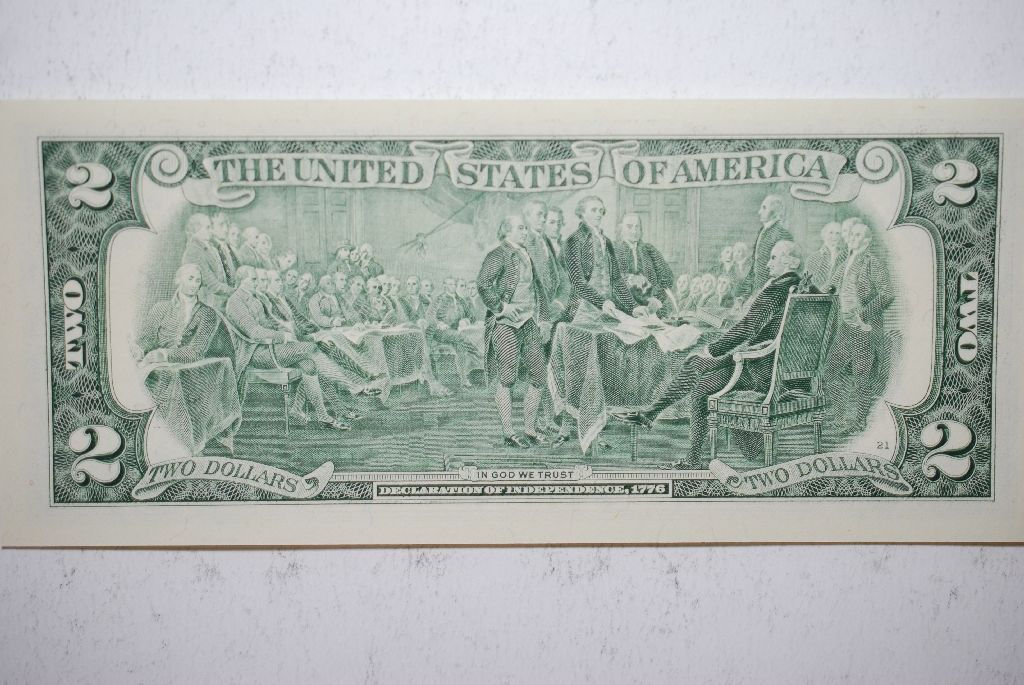 2 THE UNITED STATES OF AMERICA 2
TWO TWO
2 2
21
TWO DOLLARS IN GOD WE TRUST TWO DOLLARS
DECLARATION OF INDEPENDENCE, 1776